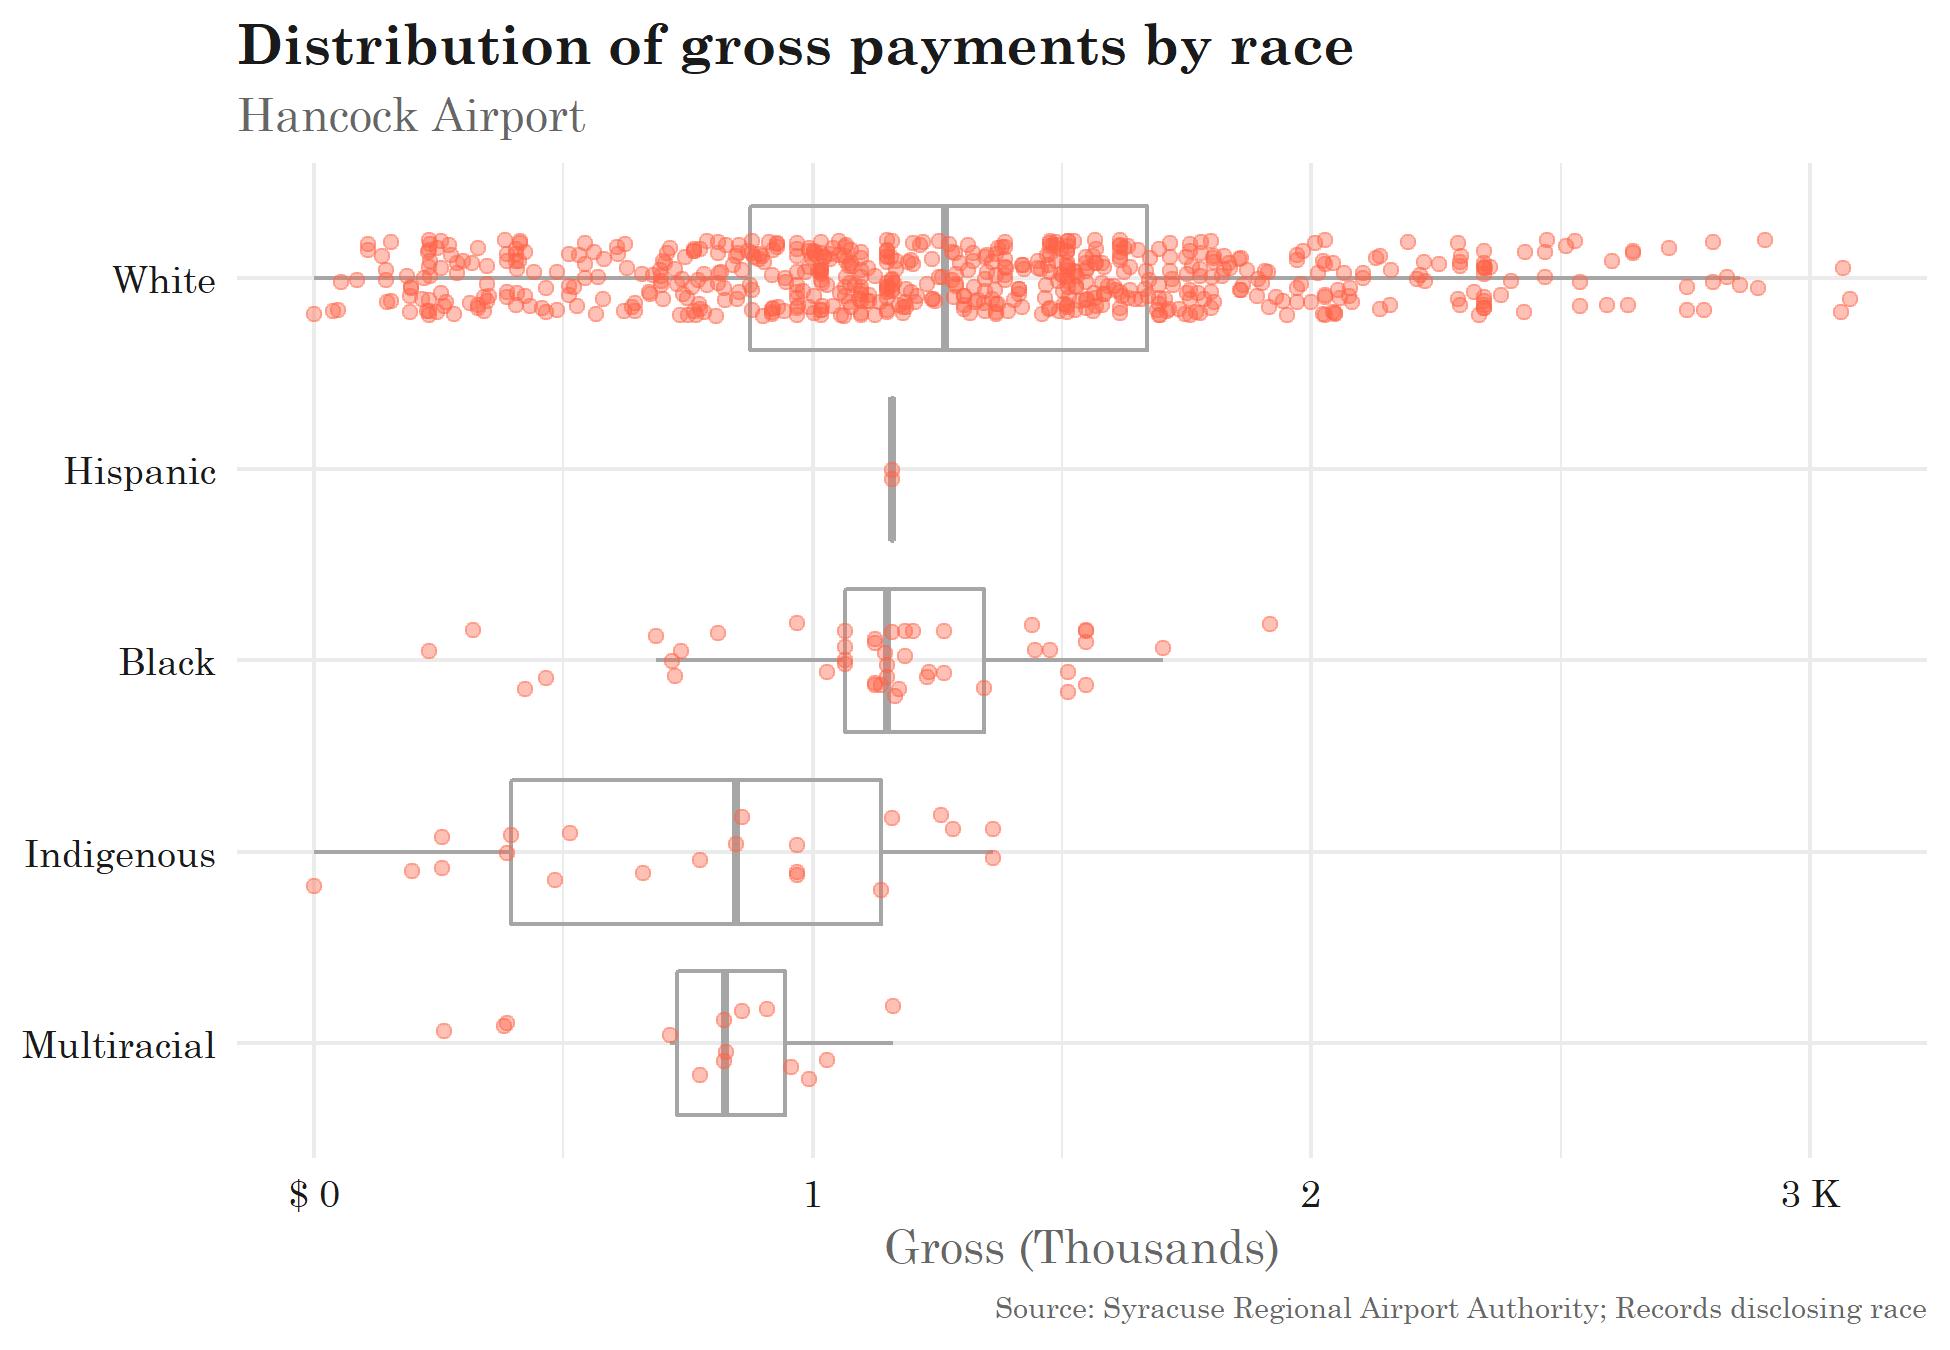 Distribution of gross payments by race
Hancock Airport
White
Hispanic
Black
Indigenous
Multiracial
$ 0 1 2 3 K
Gross (Thousands)
Source: Syracuse Regional Airport Authority; Records disclosing race